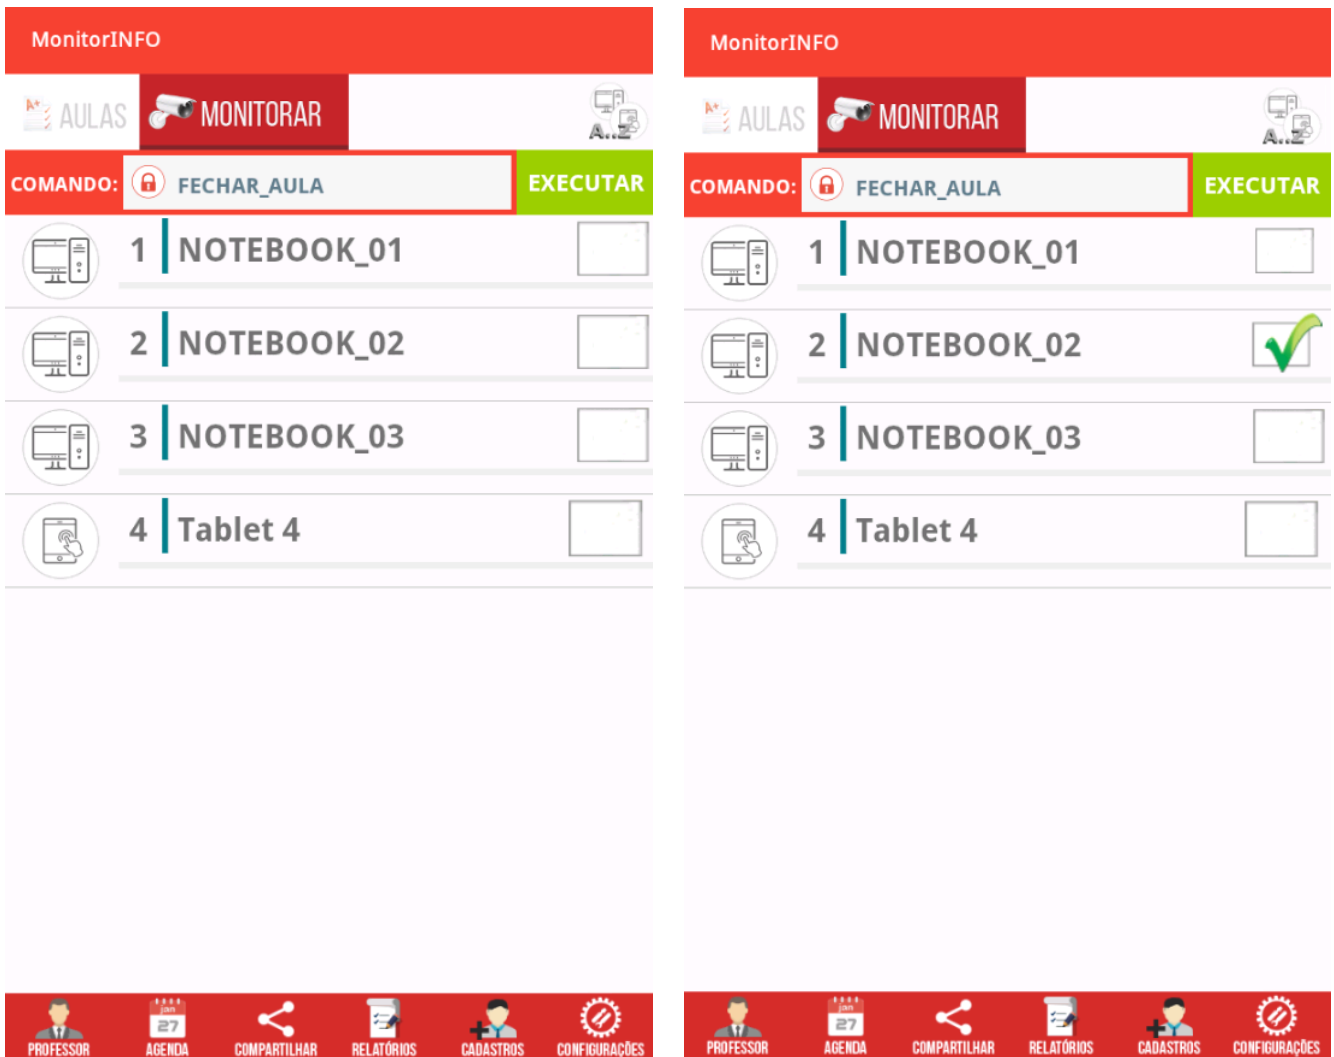 MonitorINFO
A+ AULAS MONITORAR A..Z
COMANDO: FECHAR_AULA EXECUTAR
1 NOTEBOOK_01
2 NOTEBOOK_02
3 NOTEBOOK_03
4 Tablet 4
jan
27
PROFESSOR AGENDA COMPARTILHAR RELATÓRIOS CADASTROS CONFIGURAÇÕES
MonitorINFO
A+ AULAS MONITORAR A..Z
COMANDO: FECHAR_AULA EXECUTAR
1 NOTEBOOK_01
2 NOTEBOOK_02
3 NOTEBOOK_03
4 Tablet 4
jan
27
PROFESSOR AGENDA COMPARTILHAR RELATÓRIOS CADASTROS CONFIGURAÇÕES